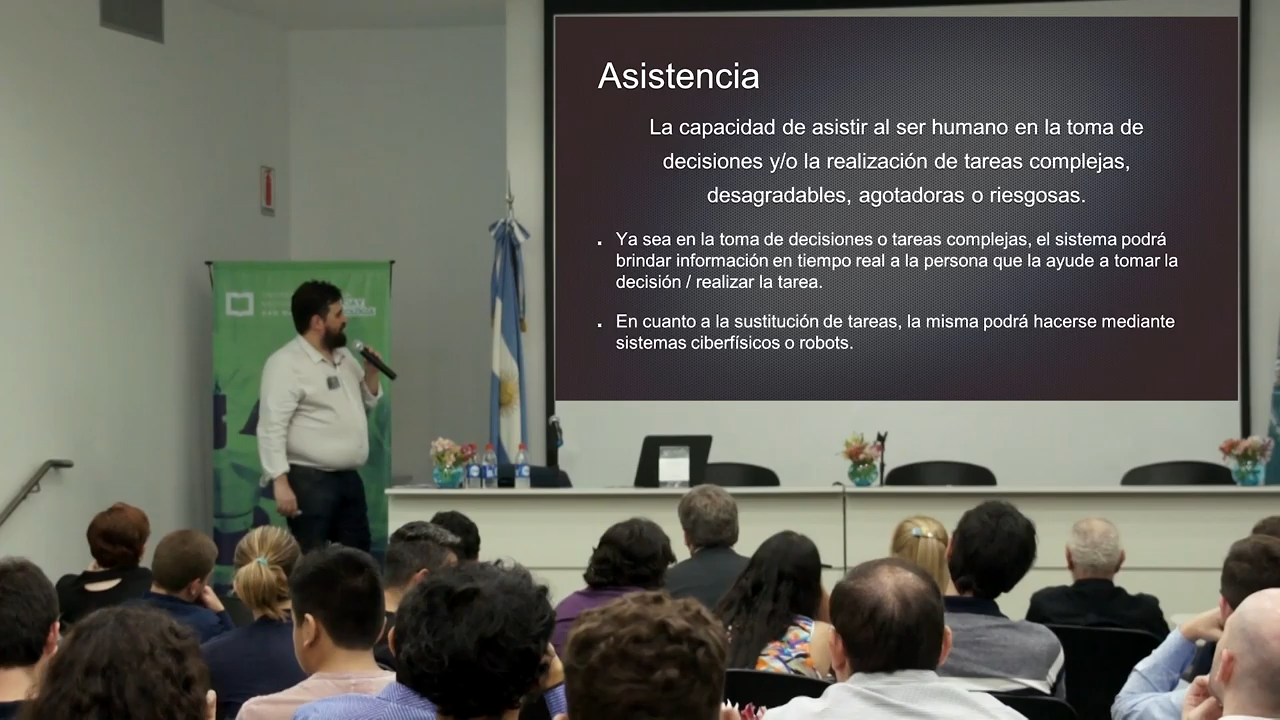 Asistencia
La capacidad de asistir al ser humano en la toma de
decisiones y/o la realización de tareas complejas,
desagradables, agotadoras o riesgosas.
. Ya sea en la toma de decisiones o tareas complejas, el sistema podrá
brindar información en tiempo real a la persona que la ayude a tomar la
decisión / realizar la tarea.
. En cuanto a la sustitución de tareas, la misma podrá hacerse mediante
sistemas ciberfísicos o robots.